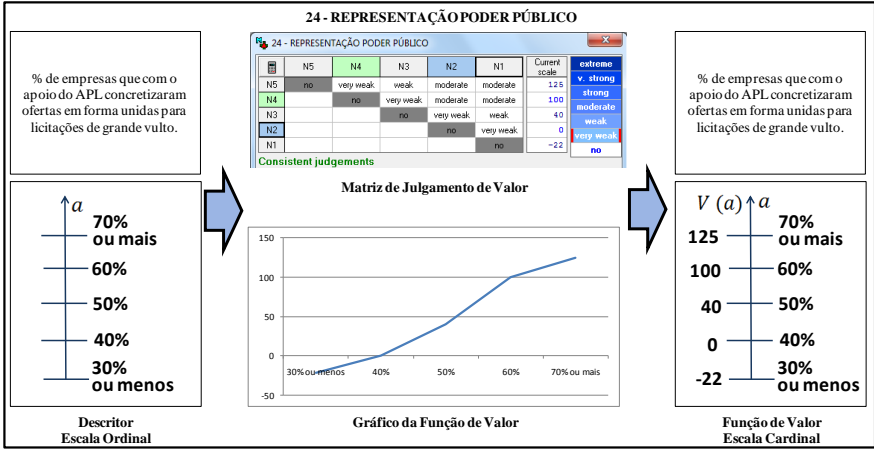 24 - REPRESENTAÇÃO PODER PÚBLICO
% de empresas que com o
apoio do APL concretizaram
ofertas em forma unidas para
licitações de grande vulto.
a
70%
ou mais
60%
50%
40%
30%
ou menos
Descritor
Escala Ordinal
24 - REPRESENTAÇÃO PODER PÚBLICO
N5 N4 N3 N2 N1 Current scale
N5 no very weak weak moderate moderate 125
N4 no very weak moderate moderate 100
N3 no very weak weak 40
N2 no very weak 0
N1 no -22
extreme
v. strong
strong
moderate
weak
very weak
no
Consistent judgements
Matriz de Julgamento de Valor
150
100
50
0
-50
30% ou menos 40% 50% 60% 70% ou mais
Gráfico da Função de Valor
% de empresas que com o
apoio do APL concretizaram
ofertas em forma unidas para
licitações de grande vulto.
V (a) a
125 70%
ou mais
100 60%
40 50%
0 40%
-22 30%
ou menos
Função de Valor
Escala Cardinal